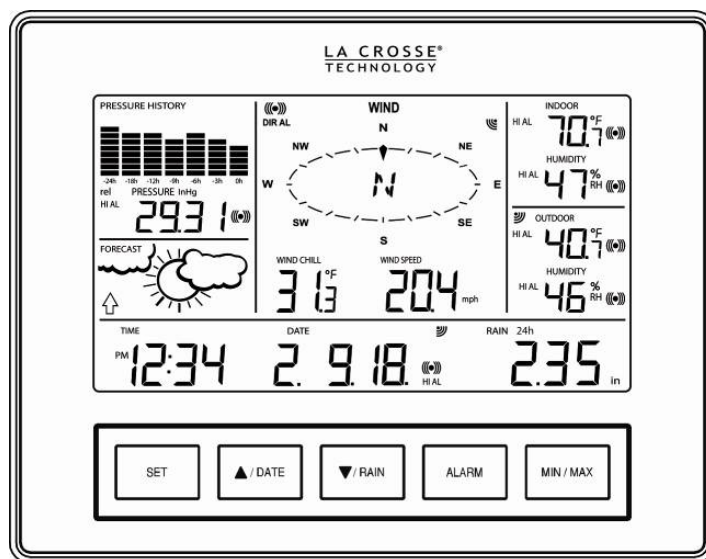 LA CROSSE®
TECHNOLOGY
PRESSURE HISTORY
-24h -18h -12h -9h -6h -3h 0h
rel PRESSURE InHg
HI AL
29.31
FORECAST
DIR AL
WIND
N
NW
NE
W
N
E
SW
SE
S
WIND CHILL
31.3 °F
WIND SPEED
20.4 mph
INDOOR
HI AL 70.7 °F
HUMIDITY
HI AL 47 % RH
OUTDOOR
HI AL 40.7 °F
HUMIDITY
HI AL 46 % RH
TIME
PM 12:34
DATE
2. 9.18.
HI AL
RAIN 24h
2.35 in
SET
▲/ DATE
▼/ RAIN
ALARM
MIN / MAX